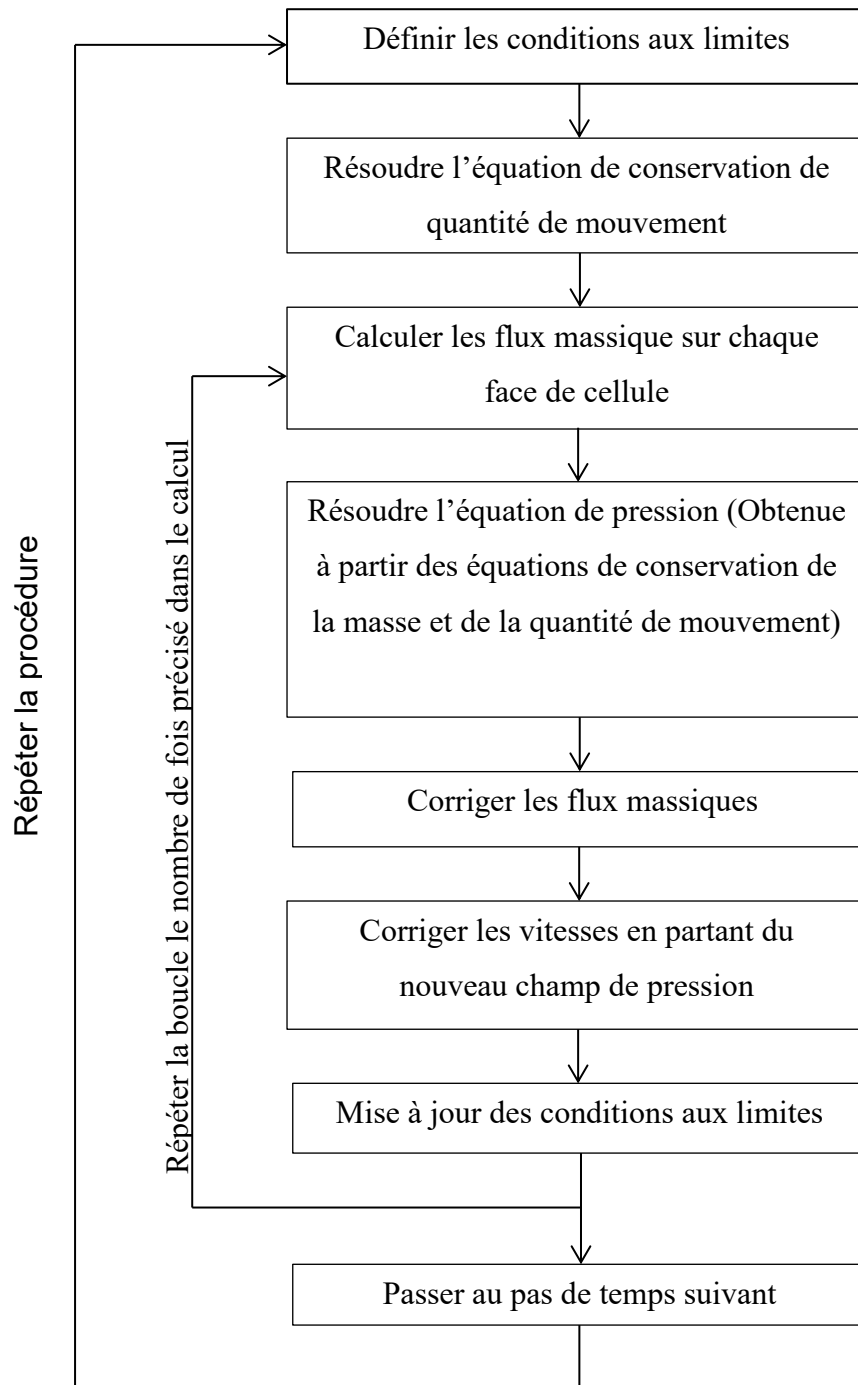 Définir les conditions aux limites
Résoudre l’équation de conservation de
quantité de mouvement
Calculer les flux massique sur chaque
face de cellule
Résoudre l’équation de pression (Obtenue
à partir des équations de conservation de
la masse et de la quantité de mouvement)
Corriger les flux massiques
Corriger les vitesses en partant du
nouveau champ de pression
Mise à jour des conditions aux limites
Passer au pas de temps suivant
Répéter la boucle le nombre de fois précisé dans le calcul
Répéter la procédure